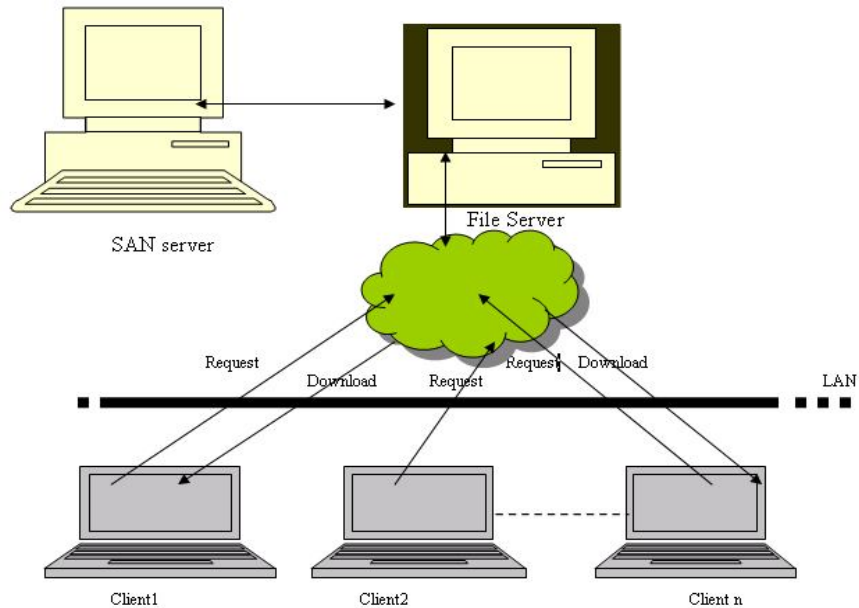 File Server
SAN server
Request
Download
Request
Request
Download
LAN
Client1
Client2
Client n